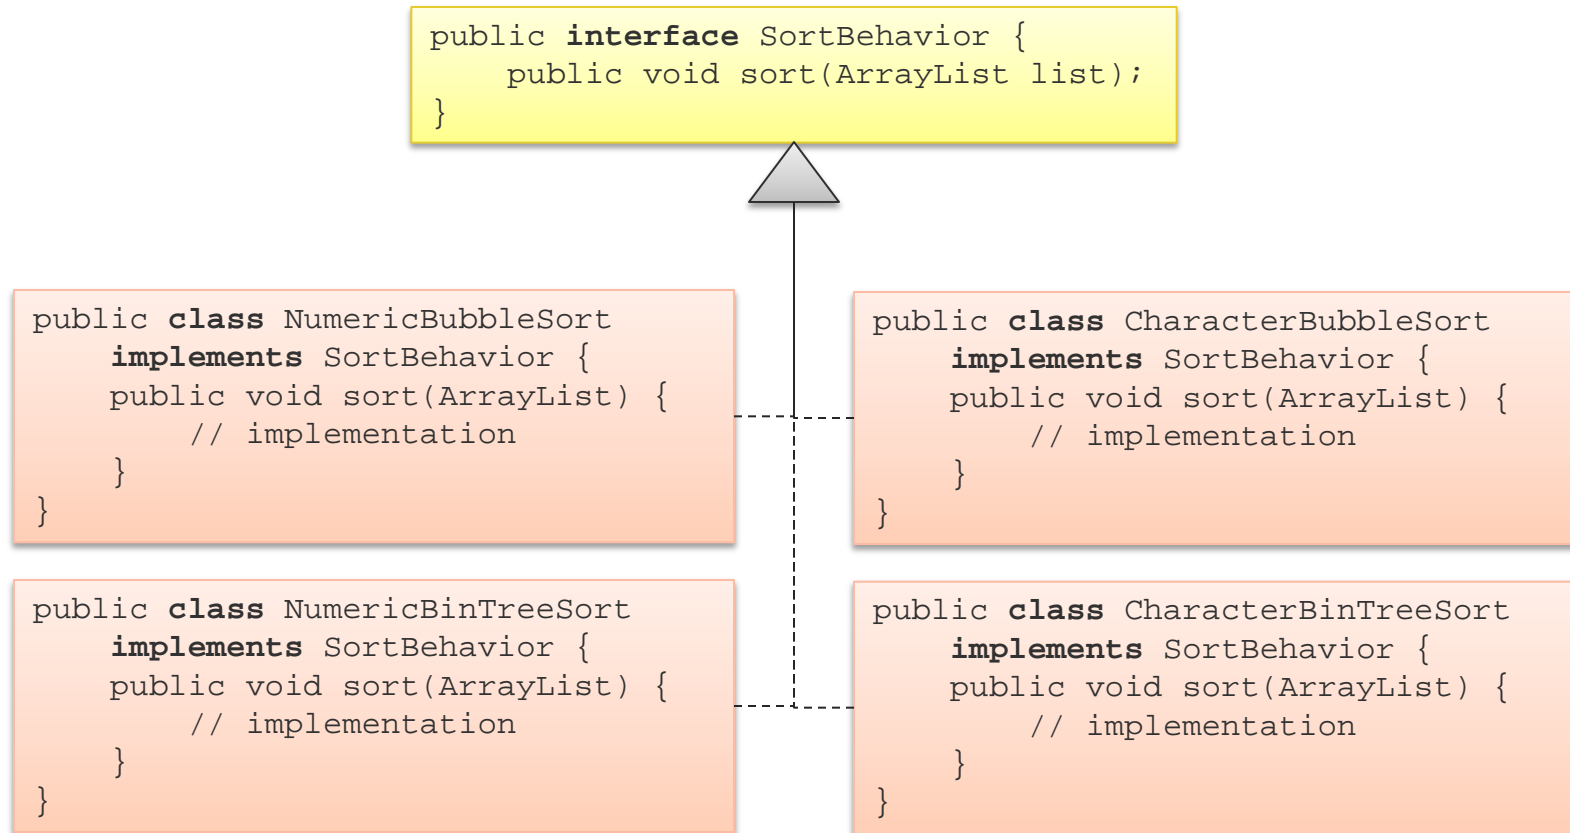 public interface SortBehavior {
    public void sort(ArrayList list);
}
public class NumericBubbleSort
    implements SortBehavior {
    public void sort(ArrayList) {
        // implementation
    }
}
public class CharacterBubbleSort
    implements SortBehavior {
    public void sort(ArrayList) {
        // implementation
    }
}
public class NumericBinTreeSort
    implements SortBehavior {
    public void sort(ArrayList) {
        // implementation
    }
}
public class CharacterBinTreeSort
    implements SortBehavior {
    public void sort(ArrayList) {
        // implementation
    }
}